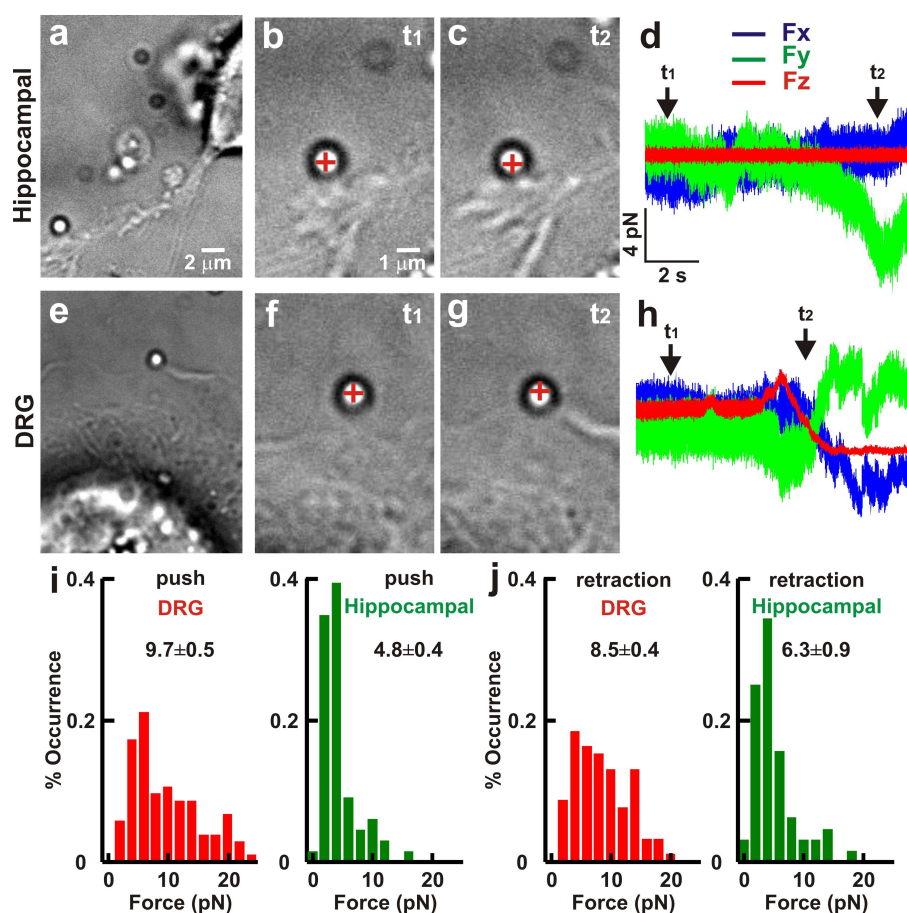 Hippocampal
a
2 μm
b
t1
1 μm
c
t2
d
Fx
Fy
Fz
t1
t2
4 pN
2 s
DRG
e
f
t1
g
t2
h
t1
t2
i
push
DRG
9.7±0.5
0.4
0.2
0
% Occurrence
0 10 20
Force (pN)
push
Hippocampal
4.8±0.4
0.4
0.2
0
0 10 20
Force (pN)
j
retraction
DRG
8.5±0.4
0.4
0.2
0
% Occurrence
0 10 20
Force (pN)
retraction
Hippocampal
6.3±0.9
0.4
0.2
0
0 10 20
Force (pN)